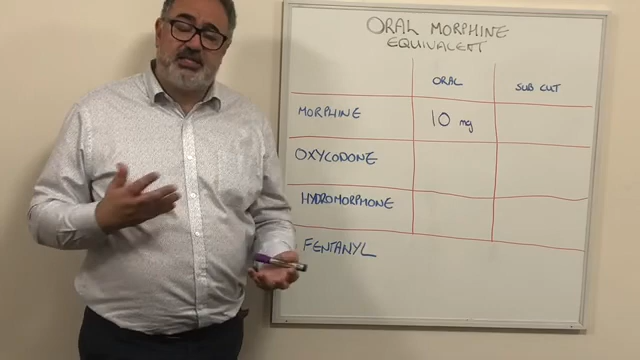 ORAL MORPHINE
EQUIVALENT
ORAL SUB CUT
MORPHINE 10 mg
OXYCODONE
HYDROMORPHONE
FENTANYL